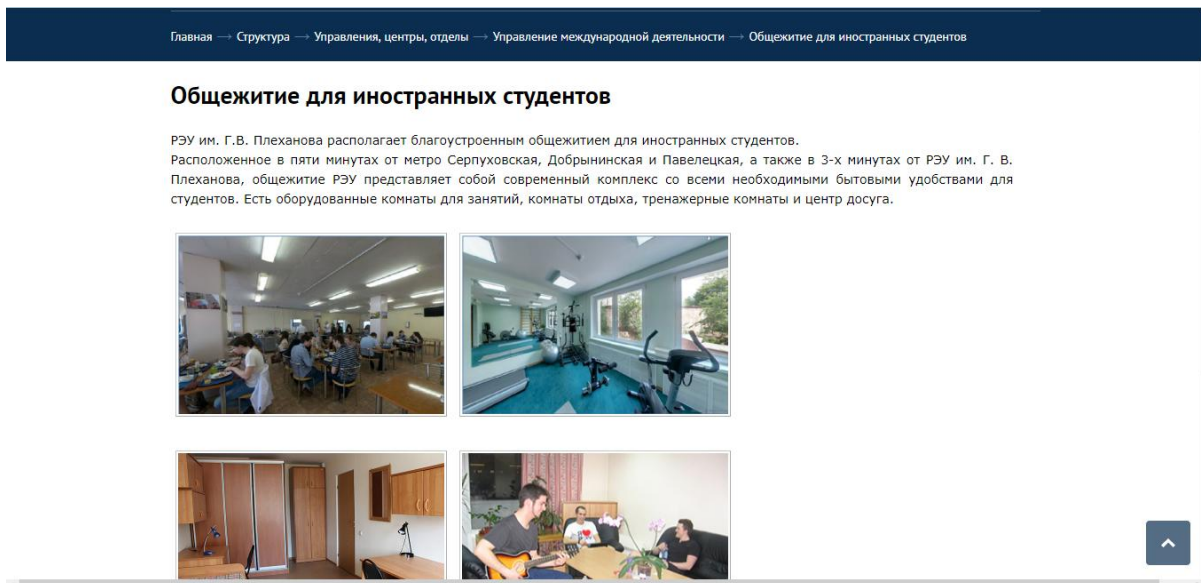 Главная → Структура → Управления, центры, отделы → Управление международной деятельности → Общежитие для иностранных студентов
Общежитие для иностранных студентов
РЭУ им. Г.В. Плеханова располагает благоустроенным общежитием для иностранных студентов.
Расположенное в пяти минутах от метро Серпуховская, Добрынинская и Павелецкая, а также в 3-х минутах от РЭУ им. Г. В.
Плеханова, общежитие РЭУ представляет собой современный комплекс со всеми необходимыми бытовыми удобствами для
студентов. Есть оборудованные комнаты для занятий, комнаты отдыха, тренажерные комнаты и центр досуга.